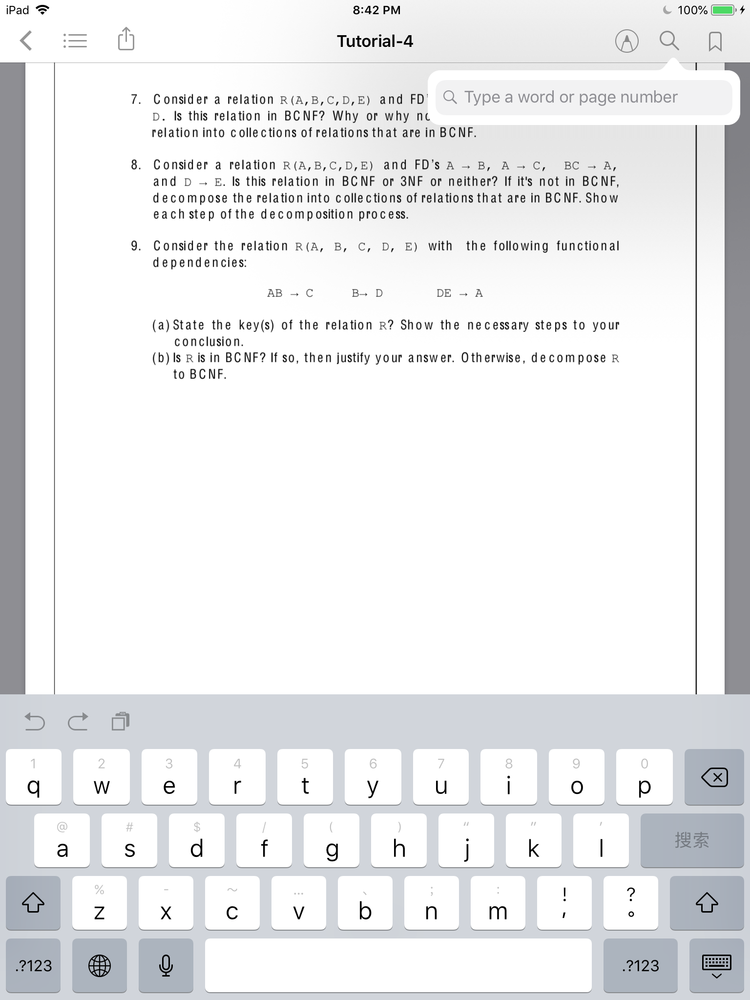 iPad 8:42 PM 100%
Tutorial-4
Type a word or page number
7. Consider a relation R(A,B,C,D,E) and FD'
D. Is this relation in BCNF? Why or why
relation into collections of relations that are in BCNF.
8. Consider a relation R(A,B,C,D,E) and FD's A → B, A → C, BC → A,
and D → E. Is this relation in BCNF or 3NF or neither? If it's not in BCNF,
decompose the relation into collections of relations that are in BCNF. Show
each step of the decomposition process.
9. Consider the relation R(A, B, C, D, E) with the following functional
dependencies:
AB → C B→ D DE → A
(a) State the key(s) of the relation R? Show the necessary steps to your
conclusion.
(b) Is R is in BCNF? If so, then justify your answer. Otherwise, decompose R
to BCNF.
1 2 3 4 5 6 7 8 9 0
q w e r t y u i o p
@ # $ / ( ) “ ” ’
a s d f g h j k l 搜索
% - ~ … 、 ; : ! ?
z x c v b n m , 。
.?123 .?123